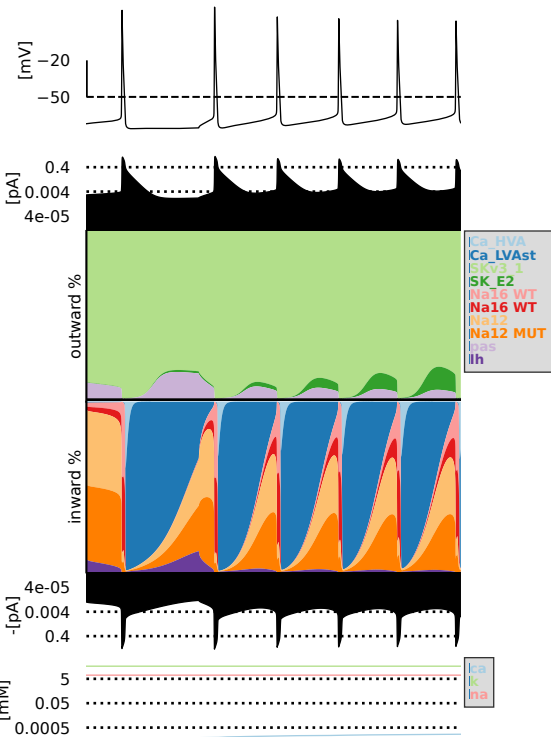 [mV]
−20
−50
[pA]
0.4
0.004
4e-05
outward %
Ca_HVA
Ca_LVAst
SKv3_1
SK_E2
Na16 WT
Na16 WT
Na12
Na12 MUT
pas
Ih
inward %
-[pA]
4e-05
0.004
0.4
[mM]
5
0.05
0.0005
ca
k
na